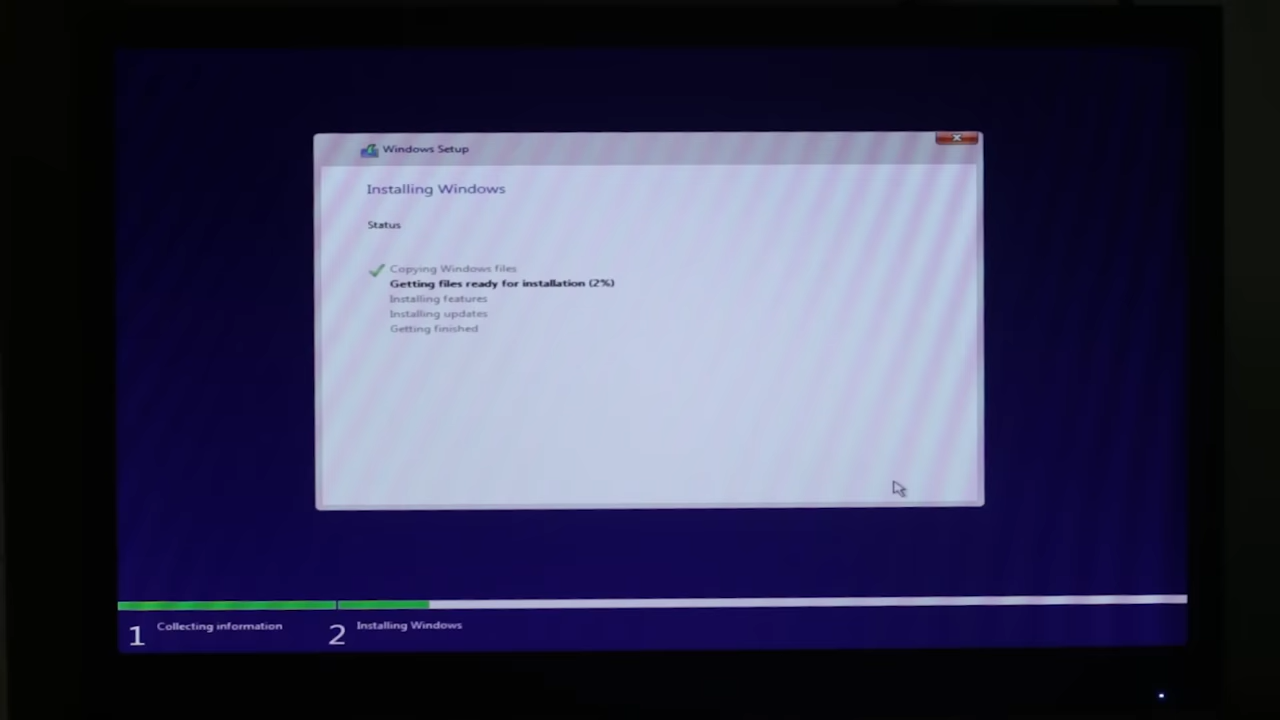 Windows Setup
Installing Windows
Status
Copying Windows files
Getting files ready for installation (2%)
Installing features
Installing updates
Getting finished
1 Collecting information
2 Installing Windows